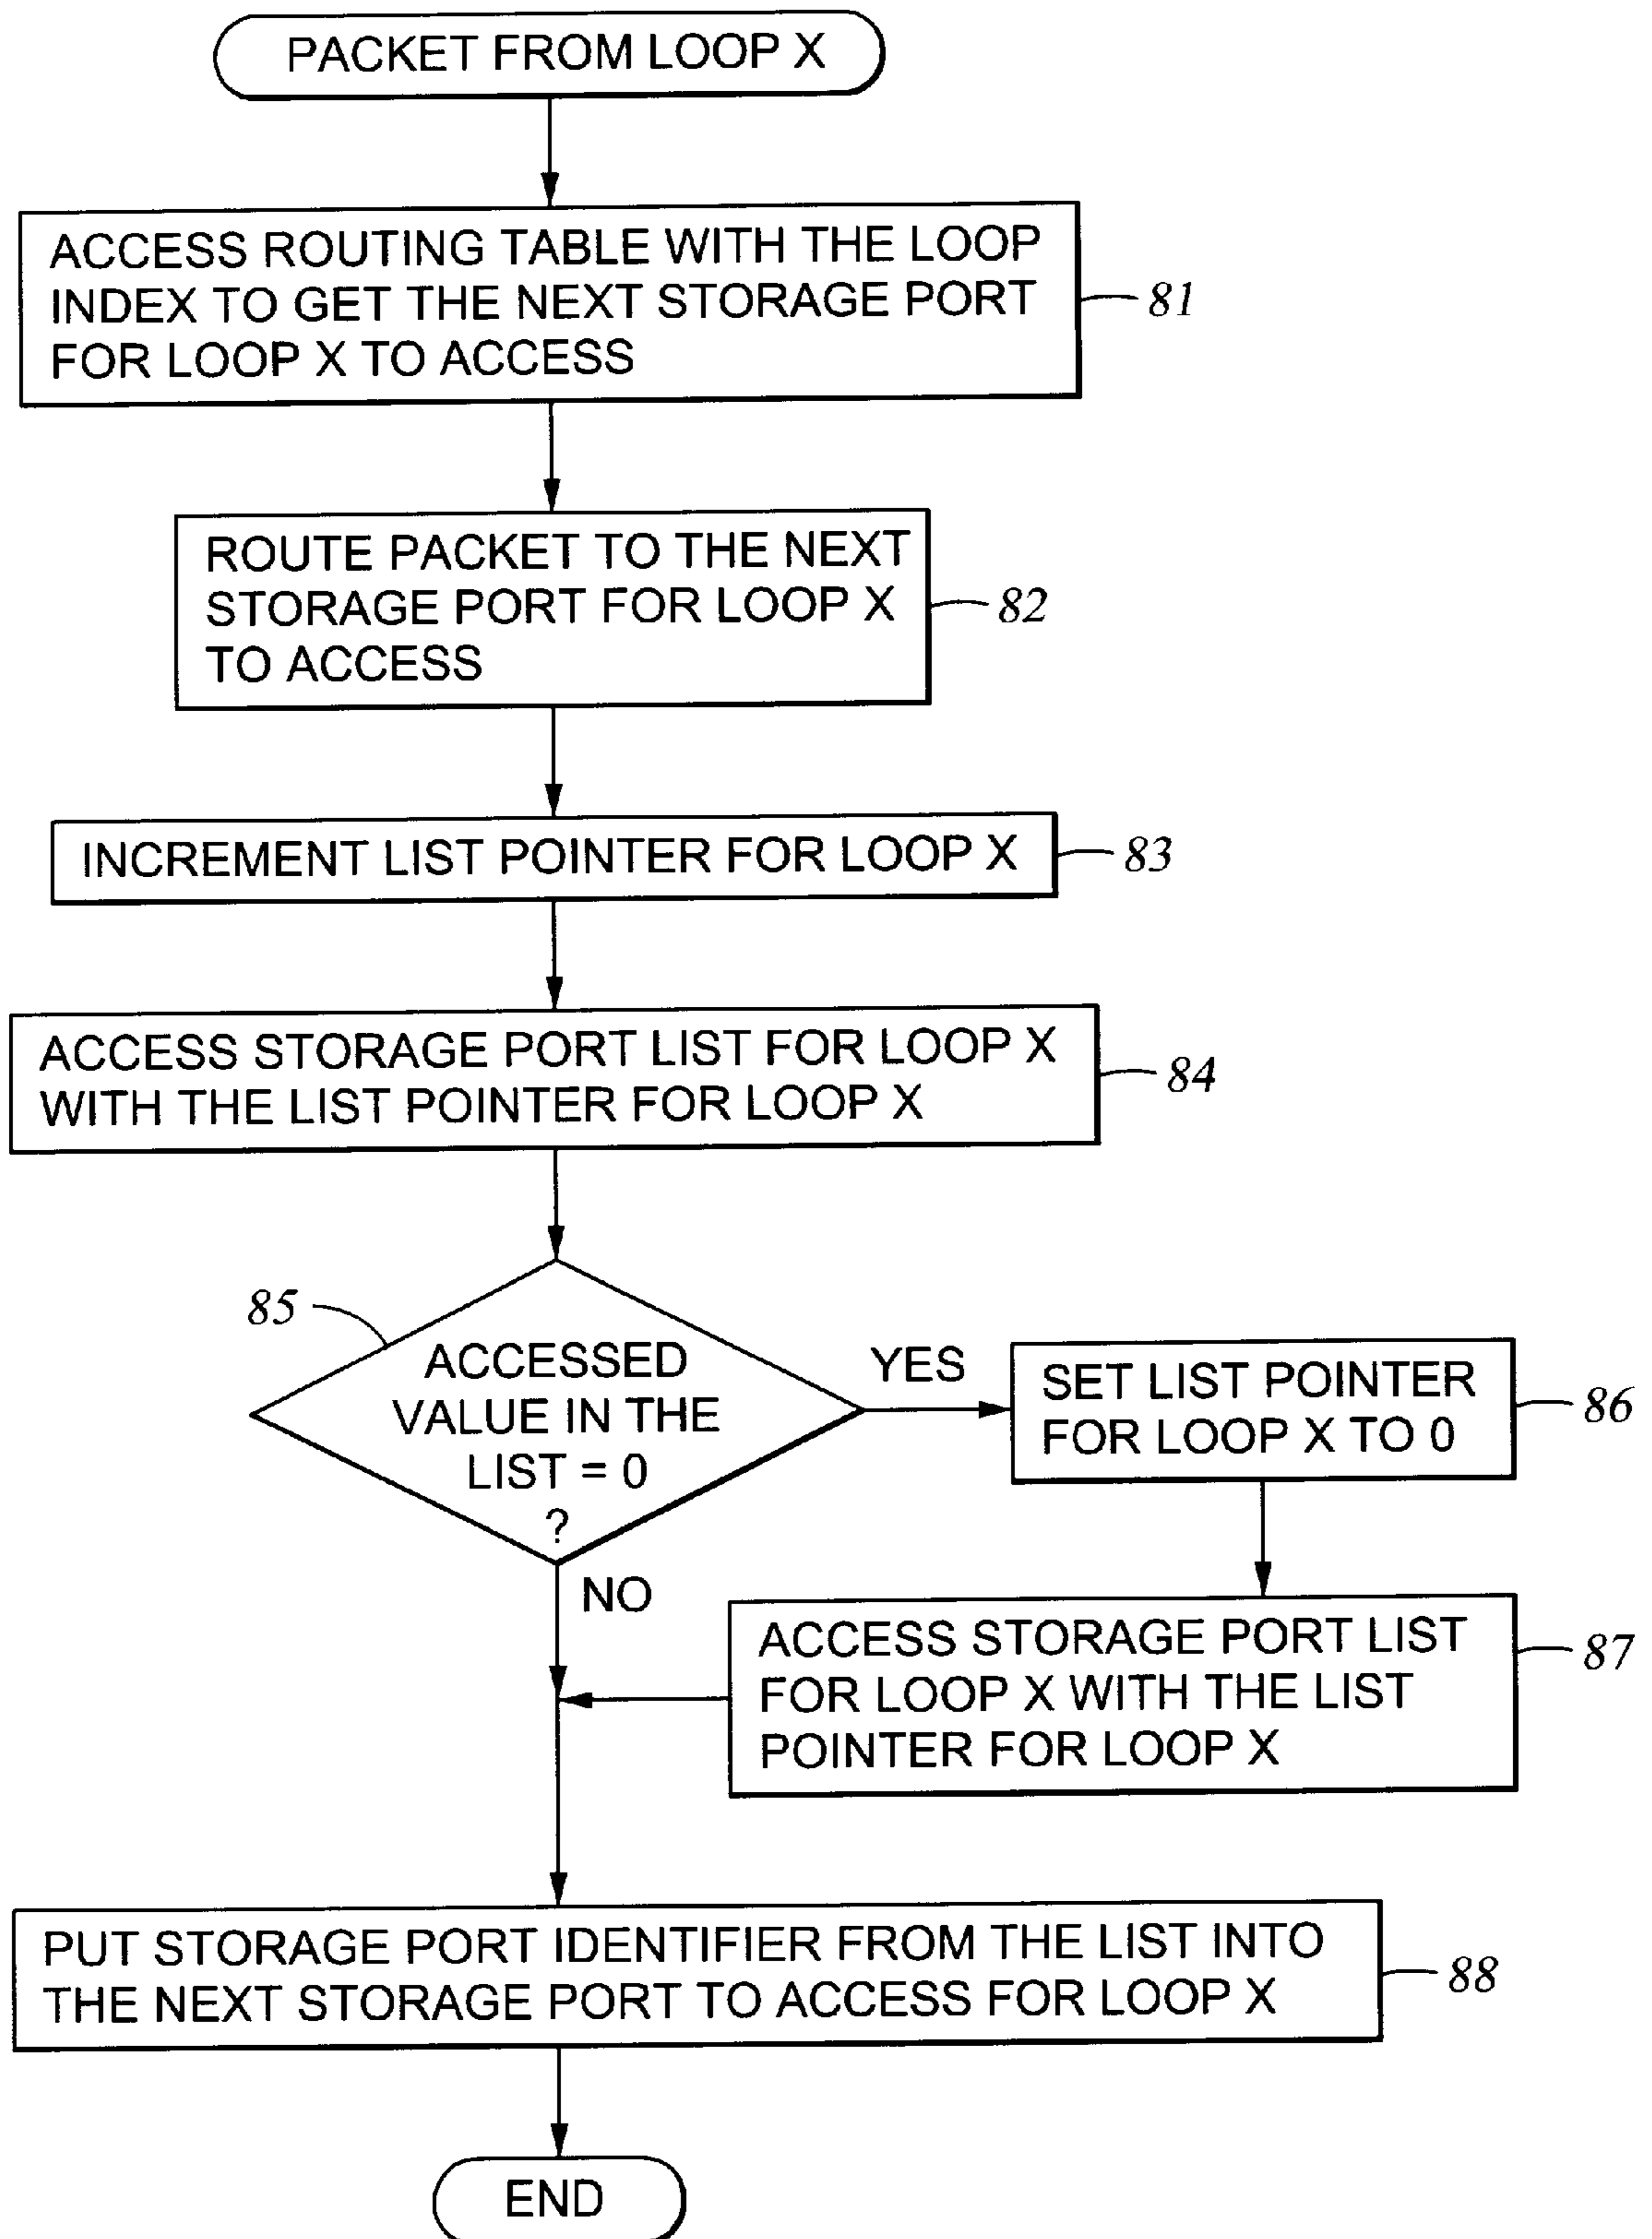 PACKET FROM LOOP X
ACCESS ROUTING TABLE WITH THE LOOP
INDEX TO GET THE NEXT STORAGE PORT
FOR LOOP X TO ACCESS
81
ROUTE PACKET TO THE NEXT
STORAGE PORT FOR LOOP X
TO ACCESS
82
INCREMENT LIST POINTER FOR LOOP X
83
ACCESS STORAGE PORT LIST FOR LOOP X
WITH THE LIST POINTER FOR LOOP X
84
85
ACCESSED
VALUE IN THE
LIST = 0
?
YES
SET LIST POINTER
FOR LOOP X TO 0
86
NO
ACCESS STORAGE PORT LIST
FOR LOOP X WITH THE LIST
POINTER FOR LOOP X
87
PUT STORAGE PORT IDENTIFIER FROM THE LIST INTO
THE NEXT STORAGE PORT TO ACCESS FOR LOOP X
88
END